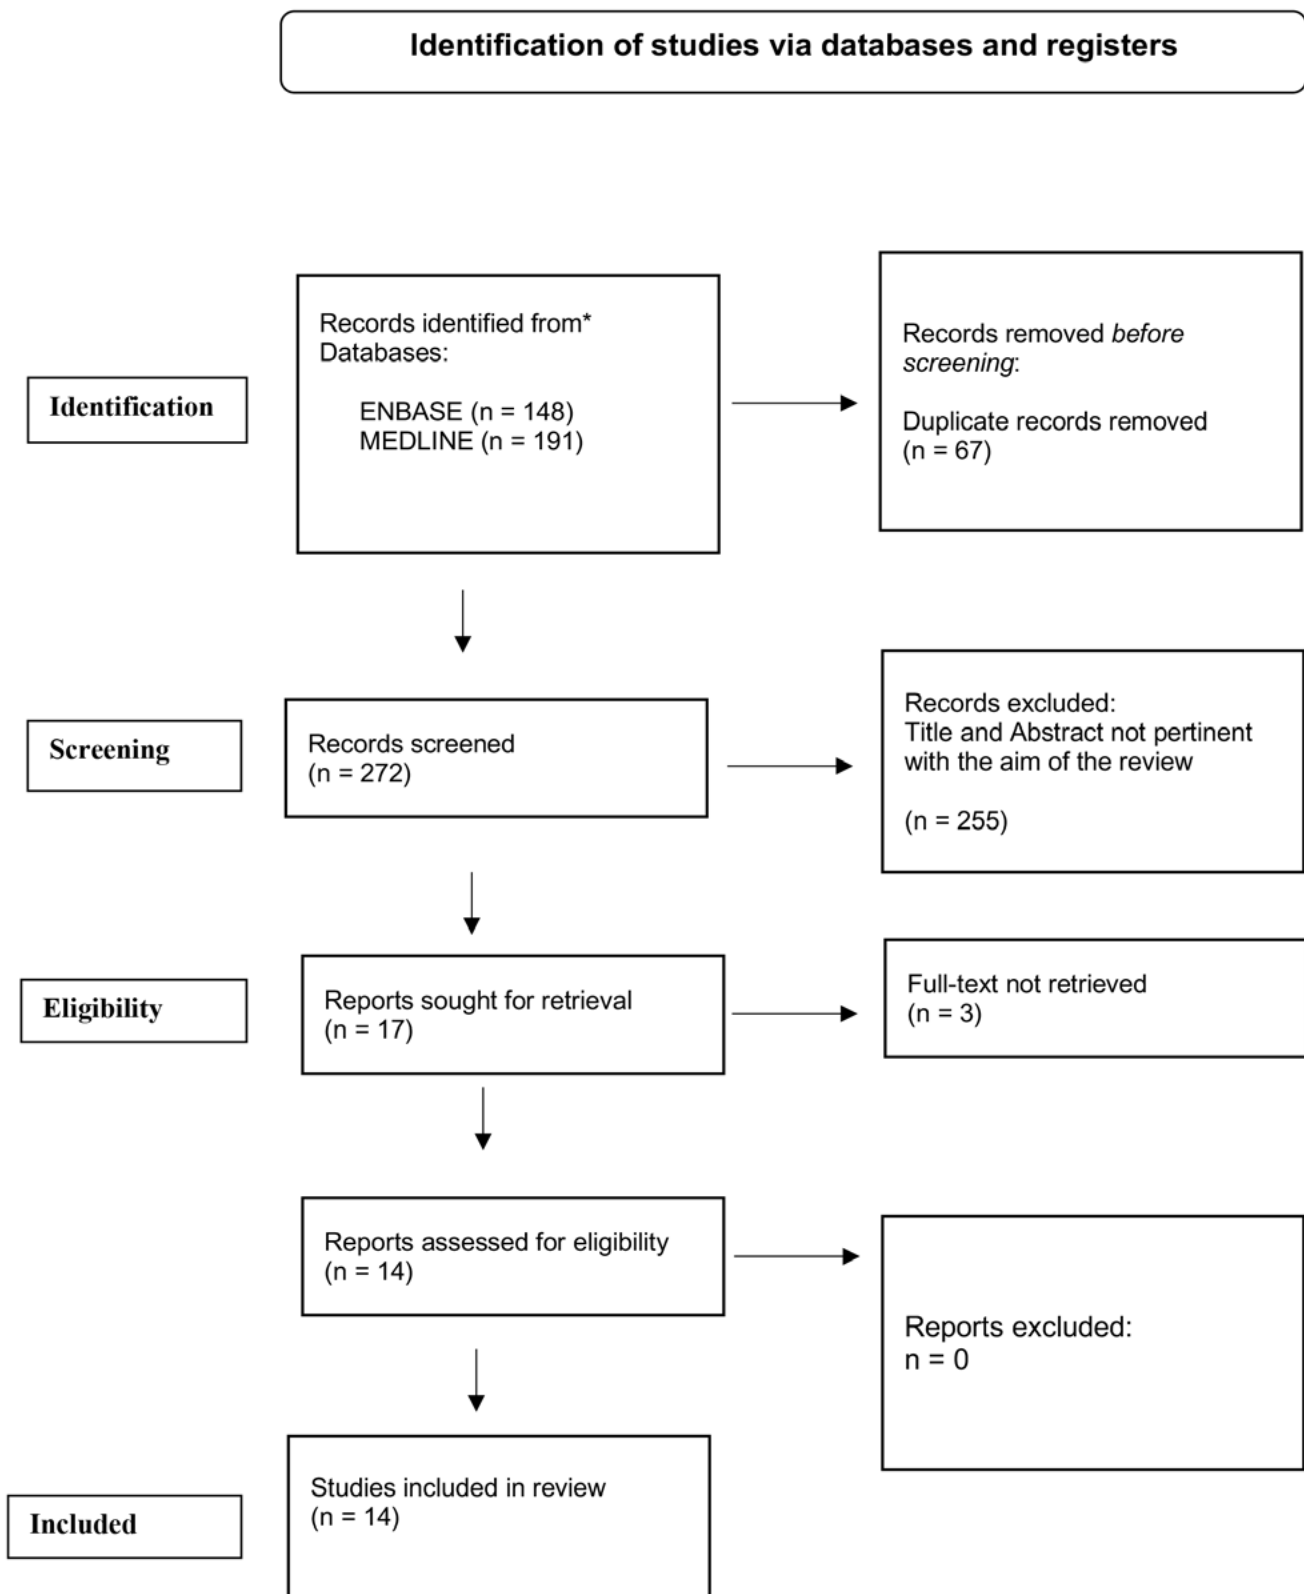 Identification of studies via databases and registers
Identification
Records identified from*
Databases:
ENBASE (n = 148)
MEDLINE (n = 191)
Records removed before
screening:
Duplicate records removed
(n = 67)
Screening
Records screened
(n = 272)
Records excluded:
Title and Abstract not pertinent
with the aim of the review
(n = 255)
Eligibility
Reports sought for retrieval
(n = 17)
Full-text not retrieved
(n = 3)
Reports assessed for eligibility
(n = 14)
Reports excluded:
n = 0
Included
Studies included in review
(n = 14)